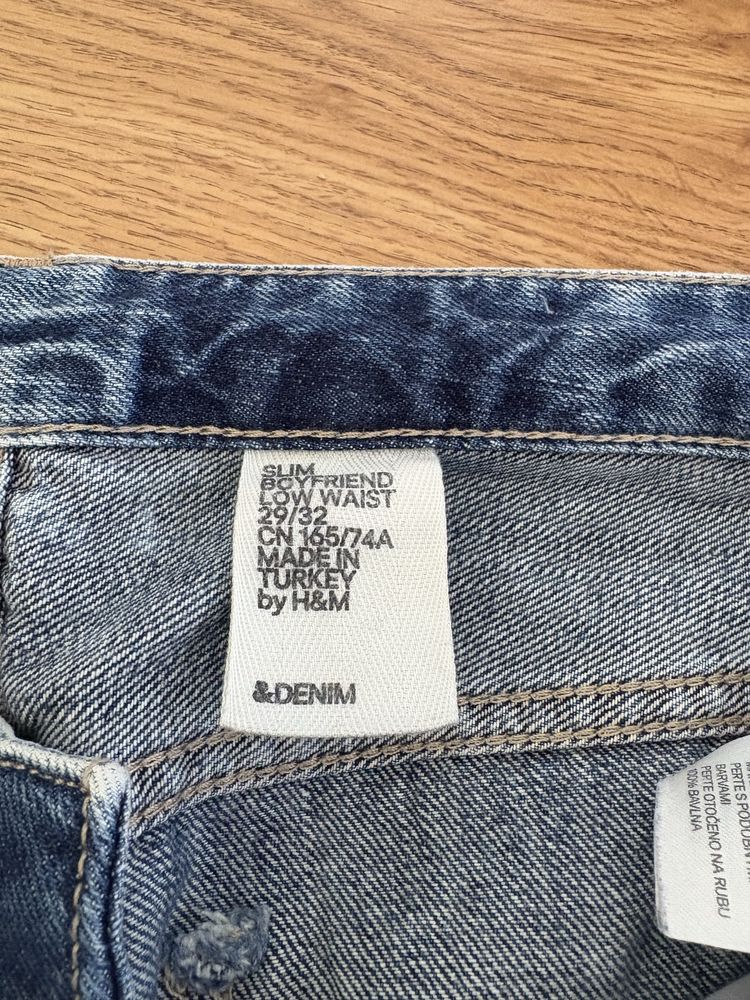 SLIM
BOYFRIEND
LOW WAIST
29/32
CN 165/74A
MADE IN
TURKEY
by H&M
&DENIM
PERTE S PODOBNÝM
BARVAMI
PERTE OTOČENO NA RUBU
100% BAVLNA